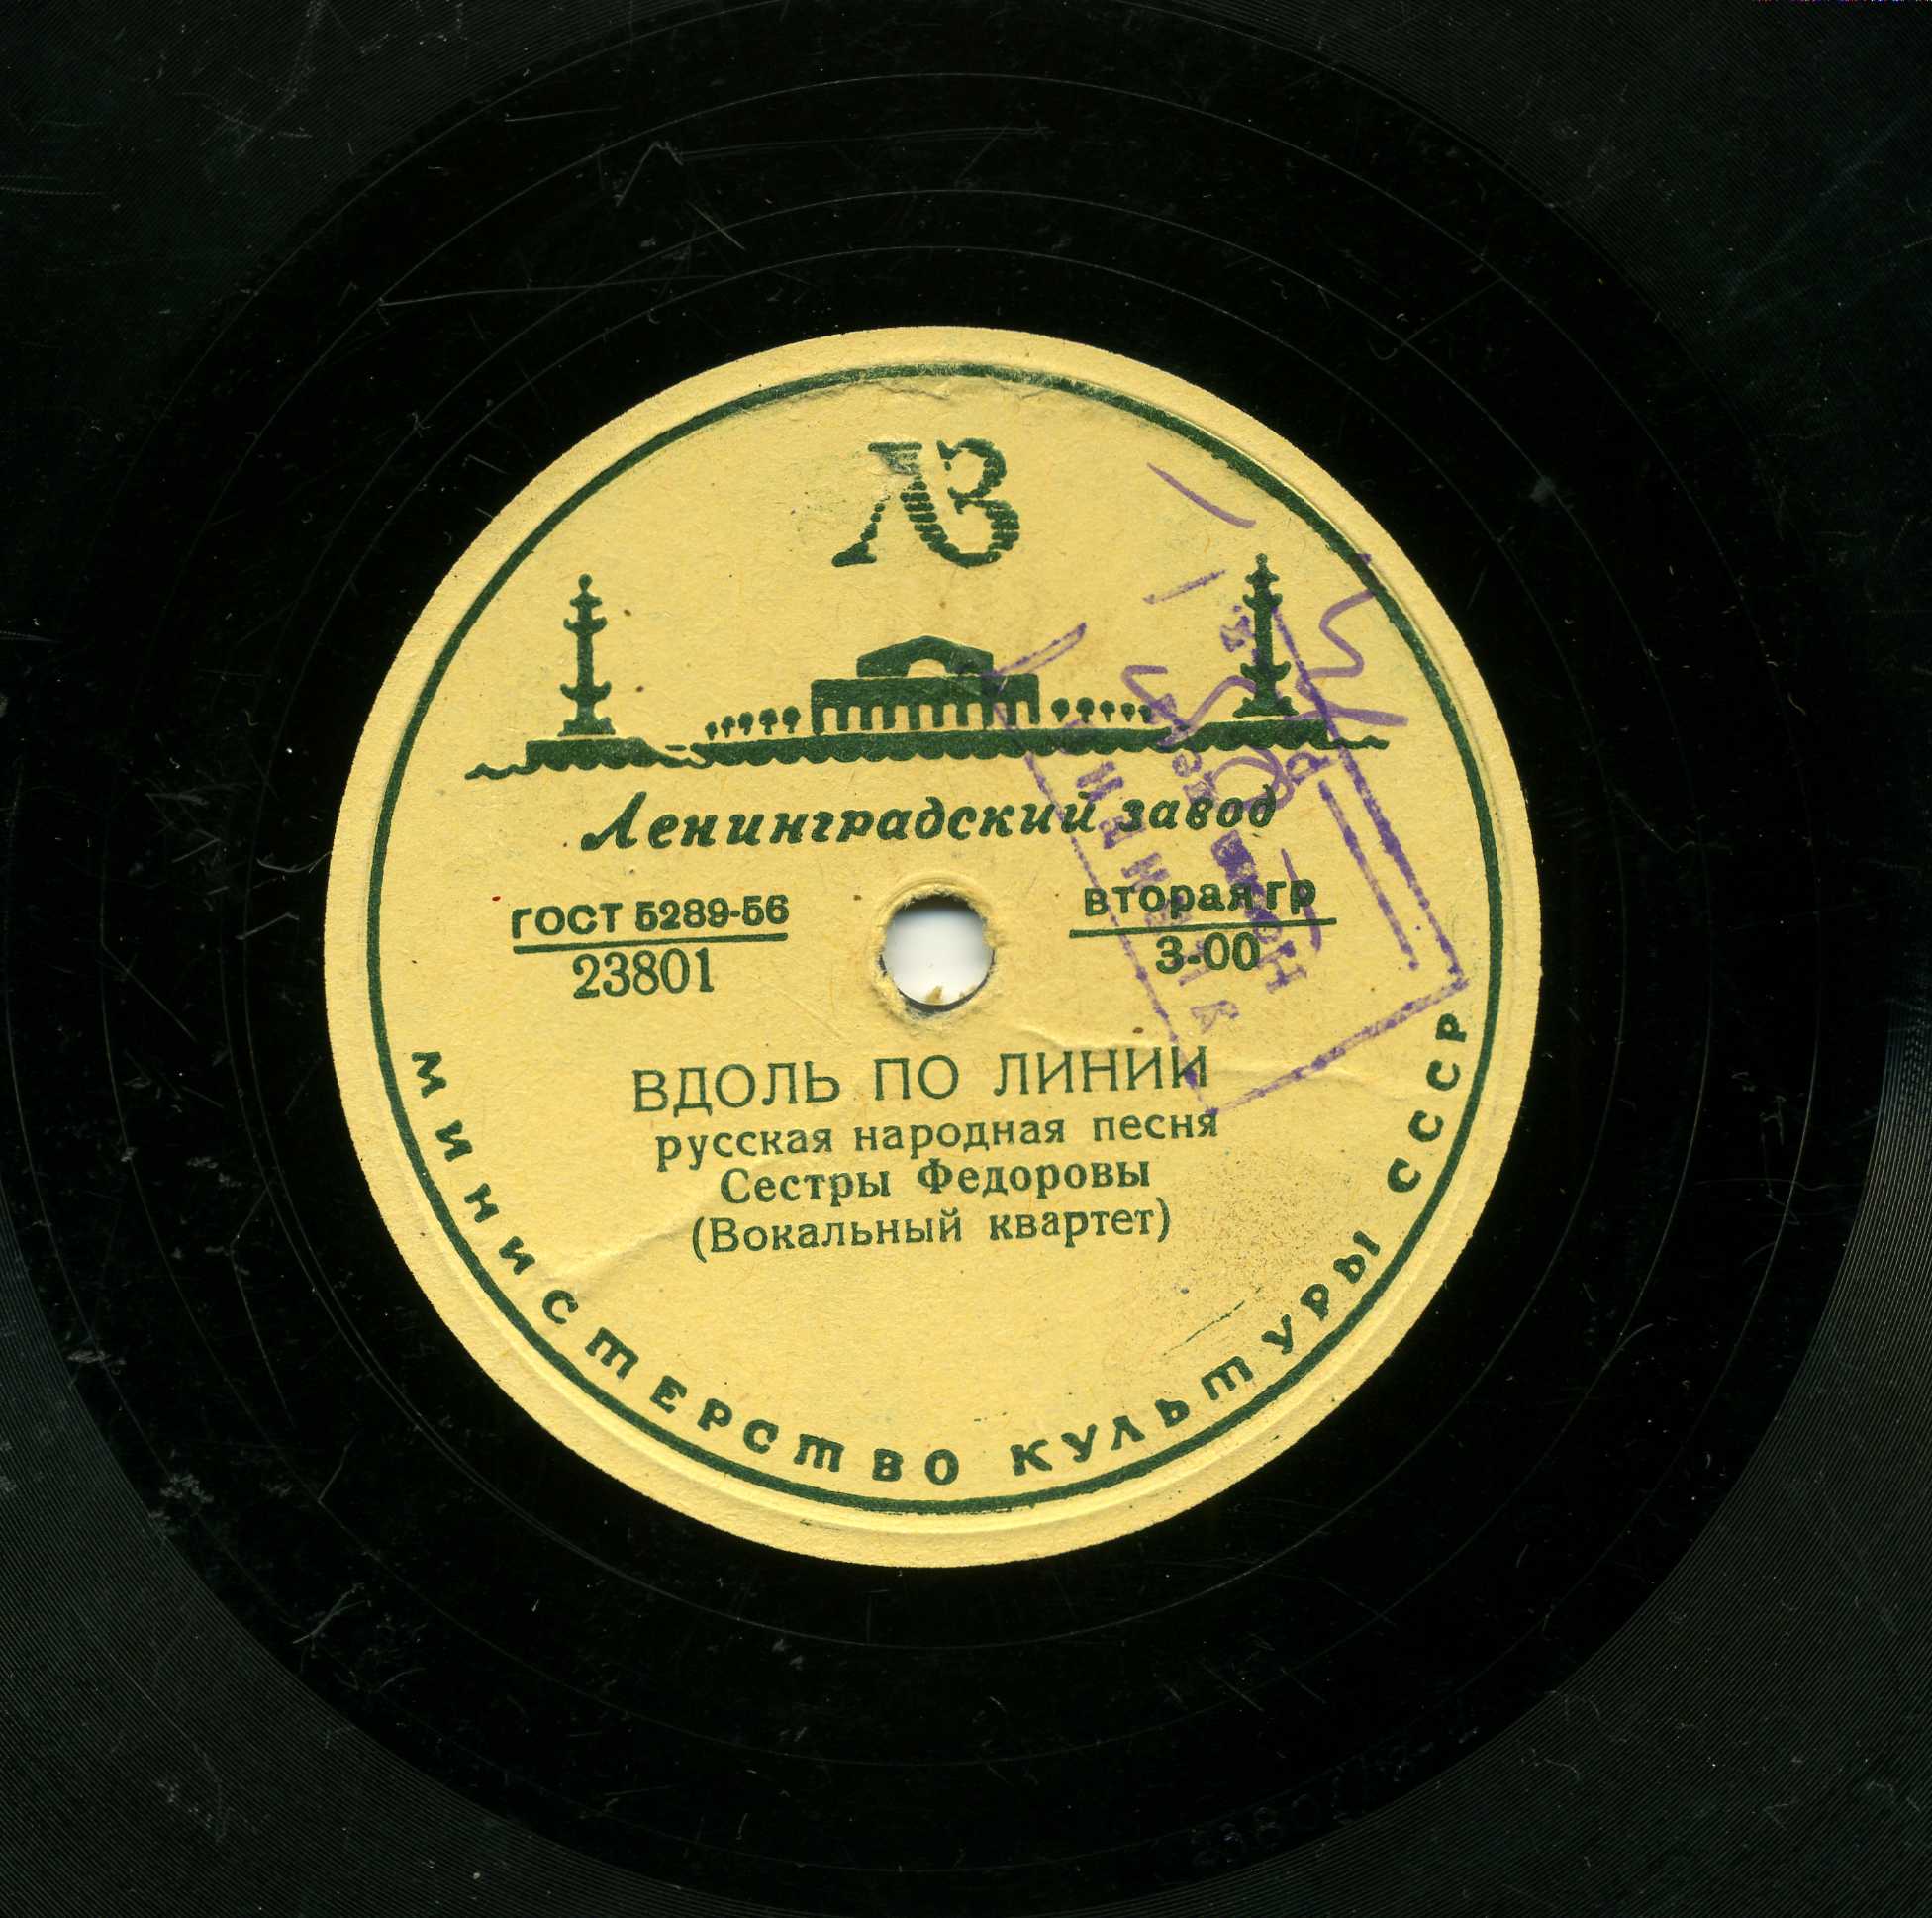 ЛЗ
Ленинградский завод
ГОСТ 5289-56
23801
вторая гр
3-00
ВДОЛЬ ПО ЛИНИИ
русская народная песня
Сестры Федоровы
(Вокальный квартет)
МИНИСТЕРСТВО КУЛЬТУРЫ СССР